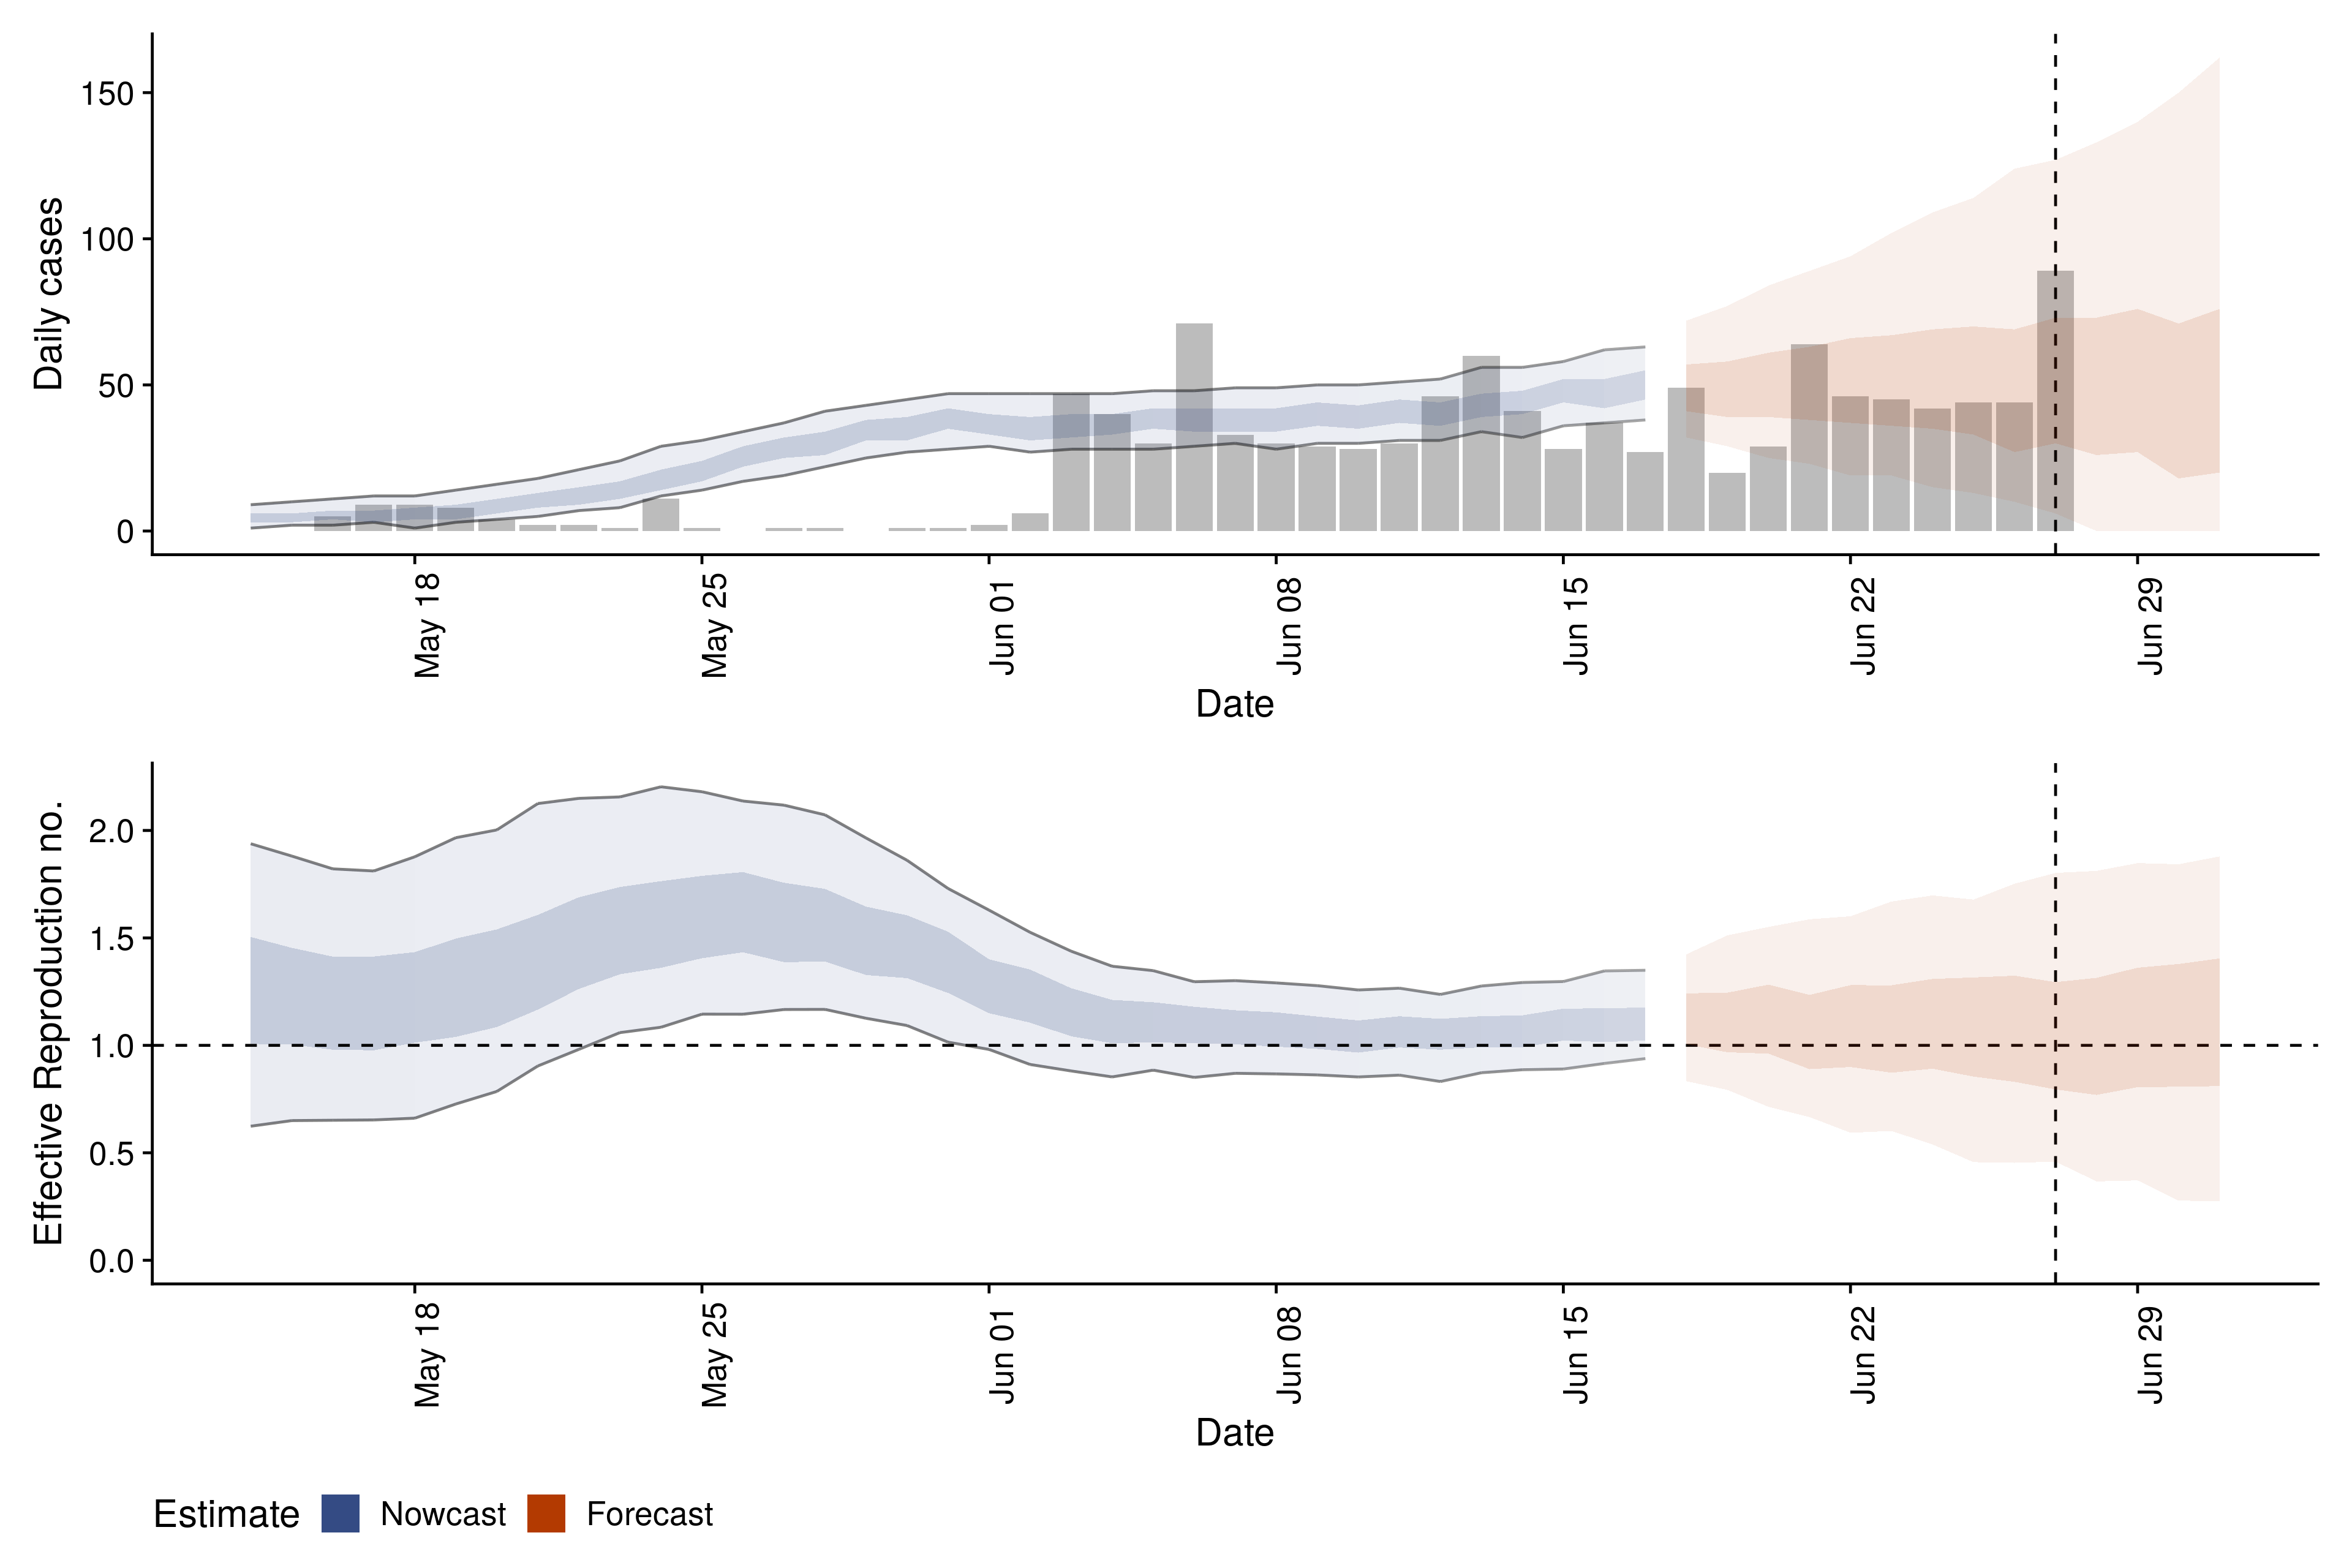 Daily cases
150
100
50
0
May 18
May 25
Jun 01
Jun 08
Jun 15
Jun 22
Jun 29
Date
Effective Reproduction no.
2.0
1.5
1.0
0.5
0.0
May 18
May 25
Jun 01
Jun 08
Jun 15
Jun 22
Jun 29
Date
Estimate Nowcast Forecast